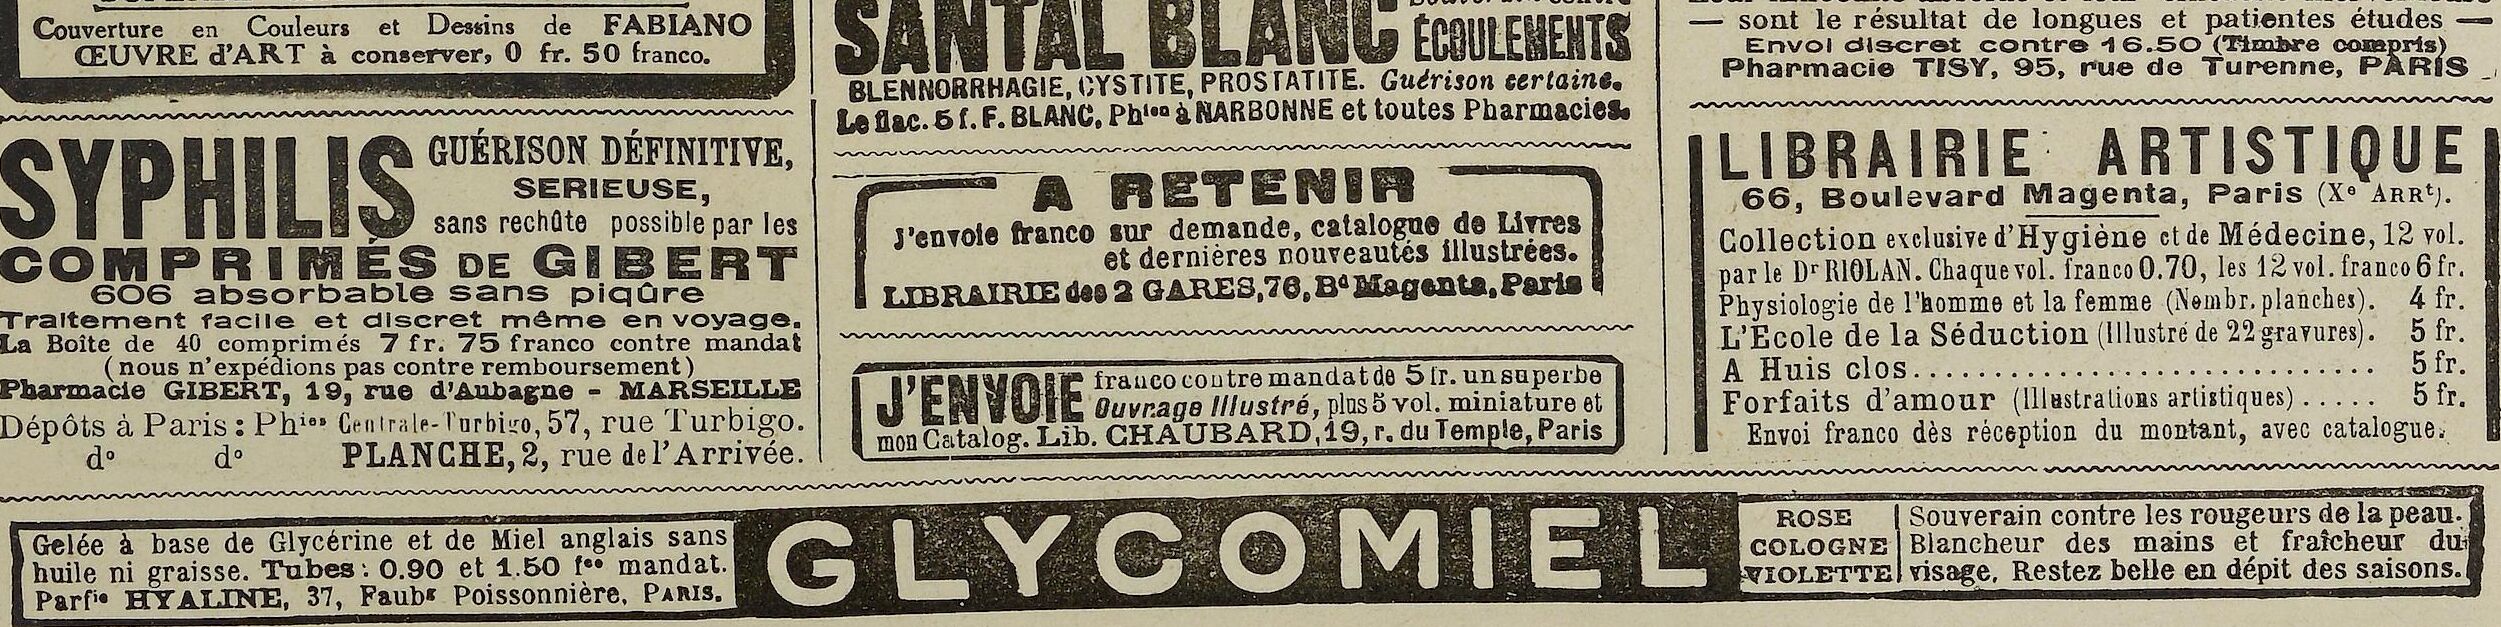 Couverture en Couleurs et Dessins de FABIANO
ŒUVRE d'ART à conserver, 0 fr. 50 franco.
SYPHILIS GUÉRISON DÉFINITIVE,
SERIEUSE,
sans rechûte possible par les
COMPRIMÉS DE GIBERT
606 absorbable sans piqûre
Traitement facile et discret même en voyage.
La Boîte de 40 comprimés 7 fr. 75 franco contre mandat
(nous n'expédions pas contre remboursement)
Pharmacie GIBERT, 19, rue d'Aubagne - MARSEILLE
Dépôts à Paris: Phies Centrale-Turbigo, 57, rue Turbigo.
do do PLANCHE, 2, rue de l'Arrivée.
SANTAL BLANC
ÉCOULEMENTS
BLENNORRHAGIE, CYSTITE, PROSTATITE. Guérison certaine.
Le flac. 5 f. F. BLANC, Phien à NARBONNE et toutes Pharmacies.
A RETENIR
J'envoie franco sur demande, catalogue de Livres
et dernières nouveautés illustrées.
LIBRAIRIE des 2 GARES, 76, Bd Magenta, Paris
J'ENVOIE franco contre mandat de 5 fr. un superbe
Ouvrage Illustré, plus 5 vol. miniature et
mon Catalog. Lib. CHAUBARD, 19, r. du Temple, Paris
— sont le résultat de longues et patientes études —
Envoi discret contre 16.50 (Timbre compris)
Pharmacie TISY, 95, rue de Turenne, PARIS
LIBRAIRIE ARTISTIQUE
66, Boulevard Magenta, Paris (Xe ARRt).
Collection exclusive d'Hygiène et de Médecine, 12 vol.
par le Dr RIOLAN. Chaque vol. franco 0.70, les 12 vol. franco 6 fr.
Physiologie de l'homme et la femme (Nombr. planches). 4 fr.
L'Ecole de la Séduction (Illustré de 22 gravures). 5 fr.
A Huis clos.............................. 5 fr.
Forfaits d'amour (Illustrations artistiques)..... 5 fr.
Envoi franco dès réception du montant, avec catalogue.
Gelée à base de Glycérine et de Miel anglais sans
huile ni graisse. Tubes: 0.90 et 1.50 fco mandat.
Parfie HYALINE, 37, Faubg Poissonnière, PARIS.
GLYCOMIEL
ROSE
COLOGNE
VIOLETTE
Souverain contre les rougeurs de la peau.
Blancheur des mains et fraîcheur du
visage. Restez belle en dépit des saisons.